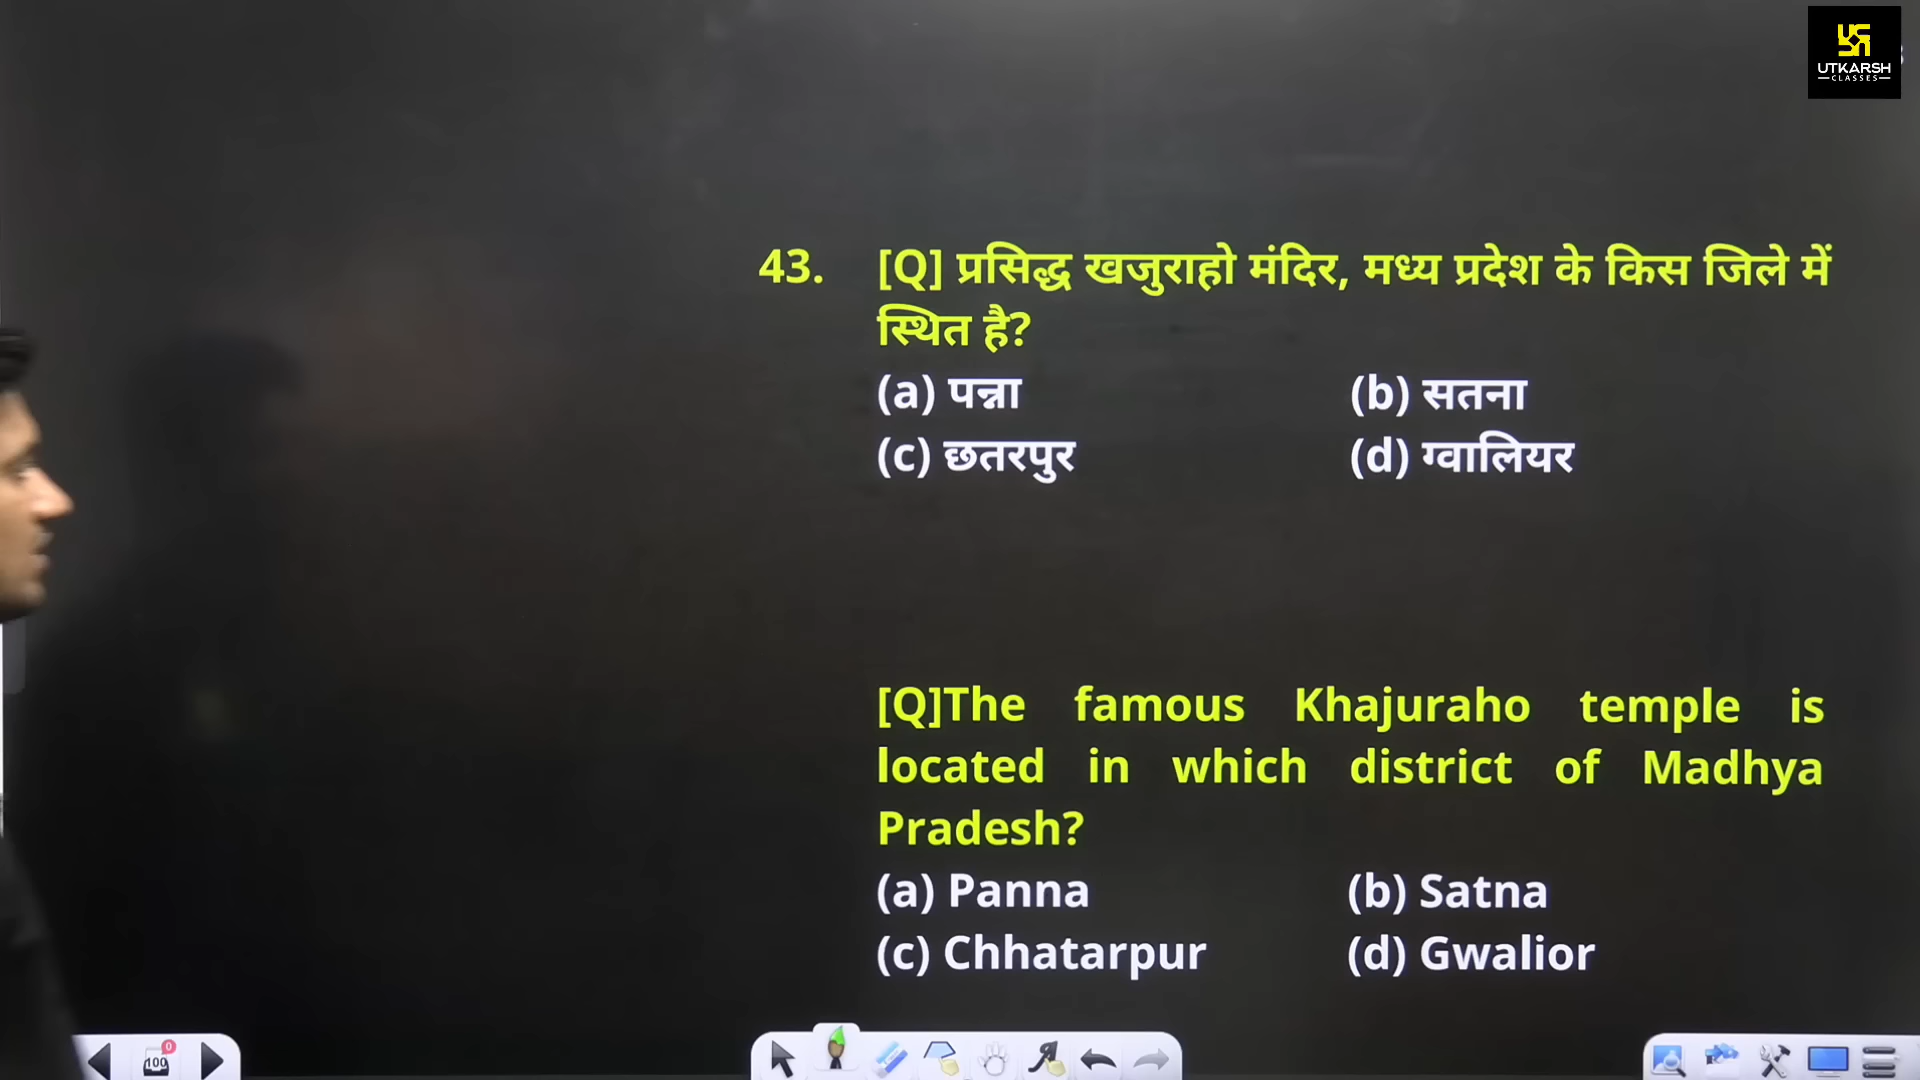 UTKARSH
CLASSES
43. [Q] प्रसिद्ध खजुराहो मंदिर, मध्य प्रदेश के किस जिले में
स्थित है?
(a) पन्ना (b) सतना
(c) छतरपुर (d) ग्वालियर
[Q]The famous Khajuraho temple is
located in which district of Madhya
Pradesh?
(a) Panna (b) Satna
(c) Chhatarpur (d) Gwalior
0
100